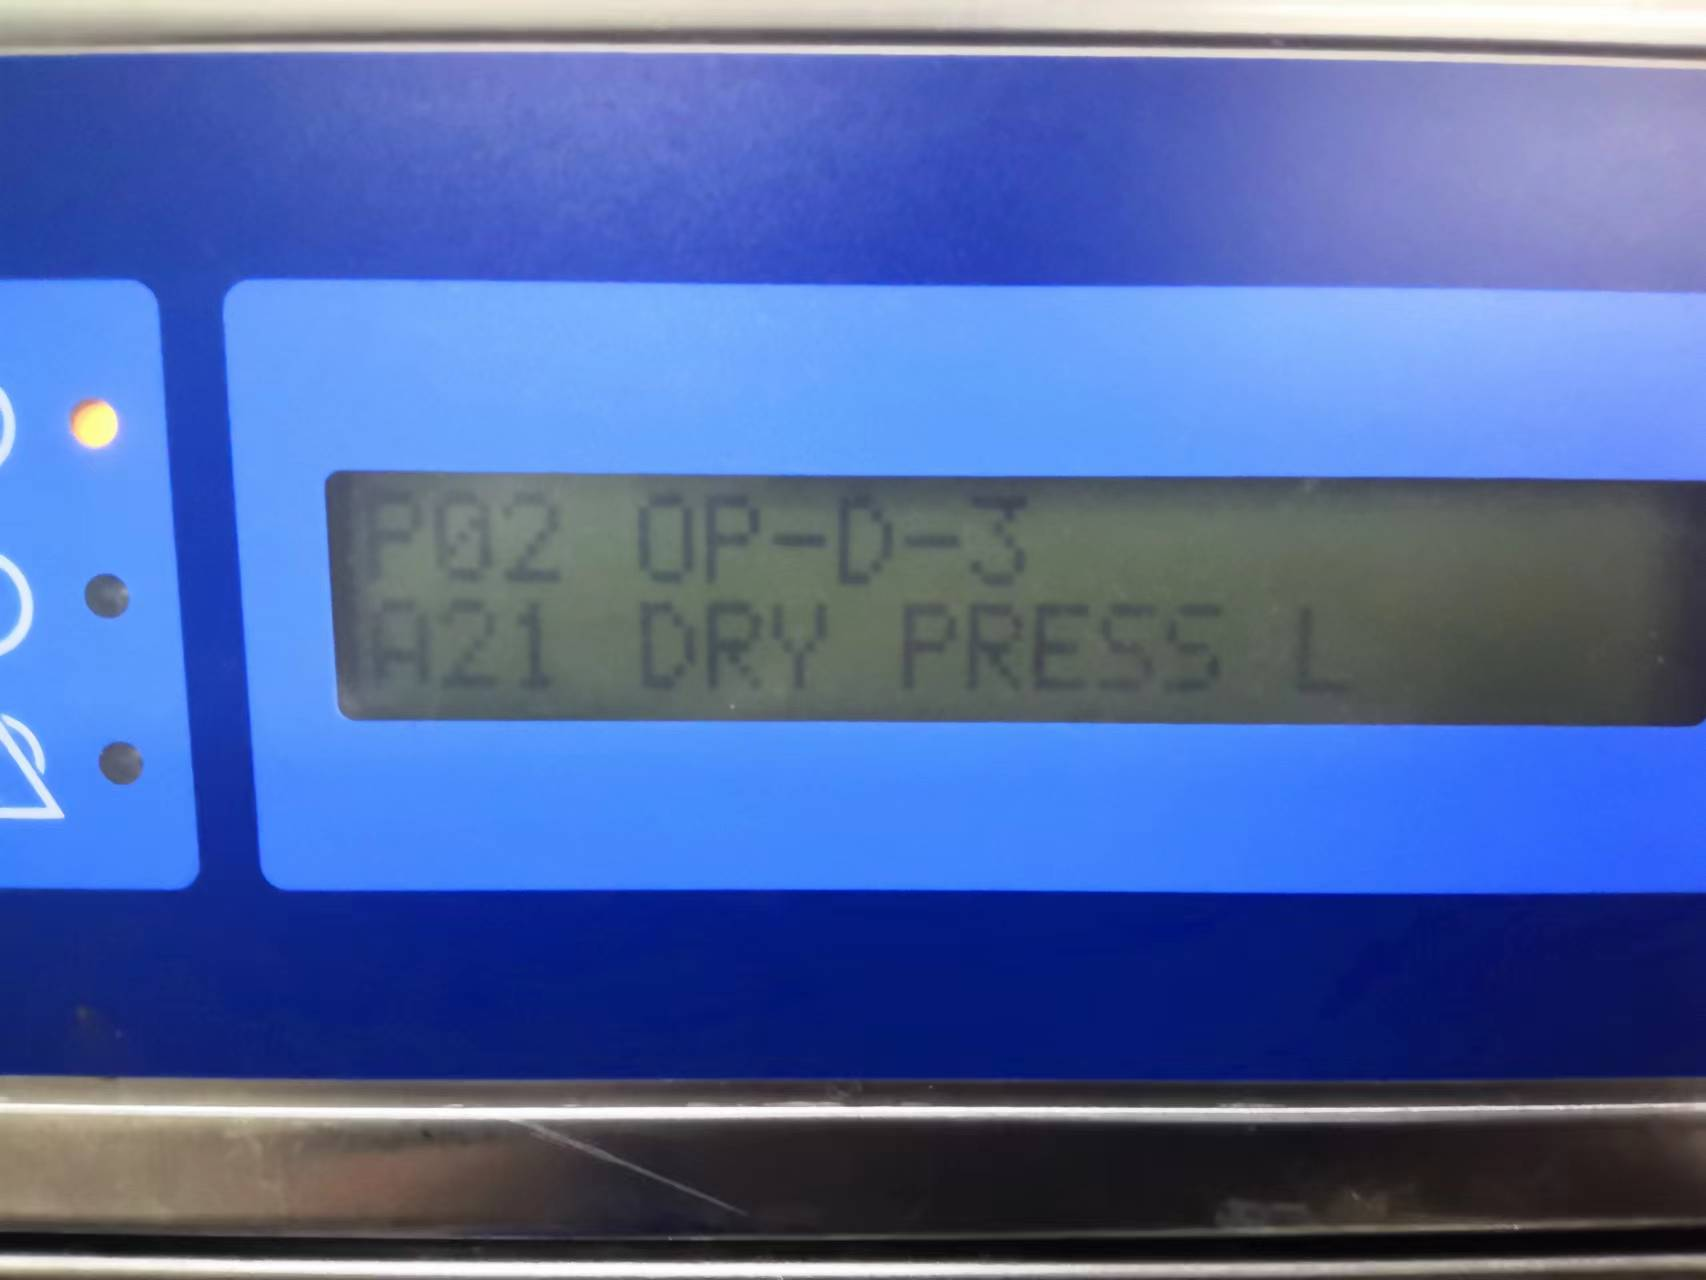 P02 OP-D-3
A21 DRY PRESS L